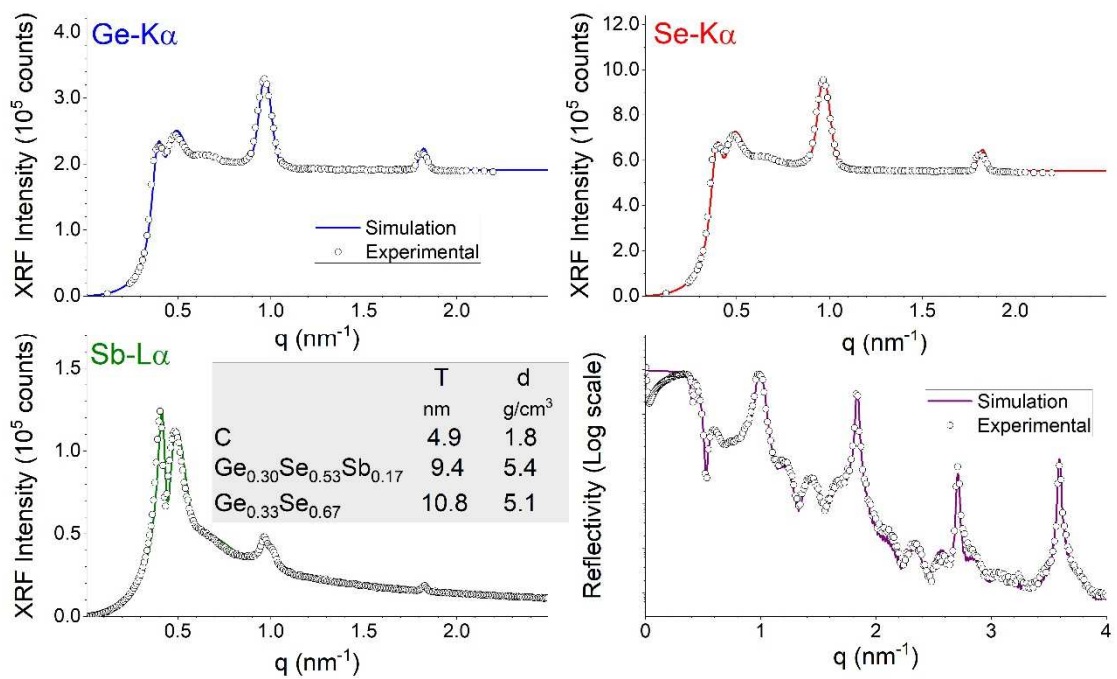 Ge-Kα
XRF Intensity (10⁵ counts)
4.0
3.0
2.0
1.0
0.0
0.5
1.0
1.5
2.0
q (nm⁻¹)
Simulation
Experimental
Se-Kα
XRF Intensity (10⁵ counts)
12.0
10.0
8.0
6.0
4.0
2.0
0.0
0.5
1.0
1.5
2.0
q (nm⁻¹)
Sb-Lα
XRF Intensity (10⁵ counts)
1.5
1.0
0.5
0.0
0.5
1.0
1.5
2.0
q (nm⁻¹)
T d
nm g/cm³
C 4.9 1.8
Ge₀.₃₀Se₀.₅₃Sb₀.₁₇ 9.4 5.4
Ge₀.₃₃Se₀.₆₇ 10.8 5.1
Reflectivity (Log scale)
Simulation
Experimental
0
1
2
3
4
q (nm⁻¹)